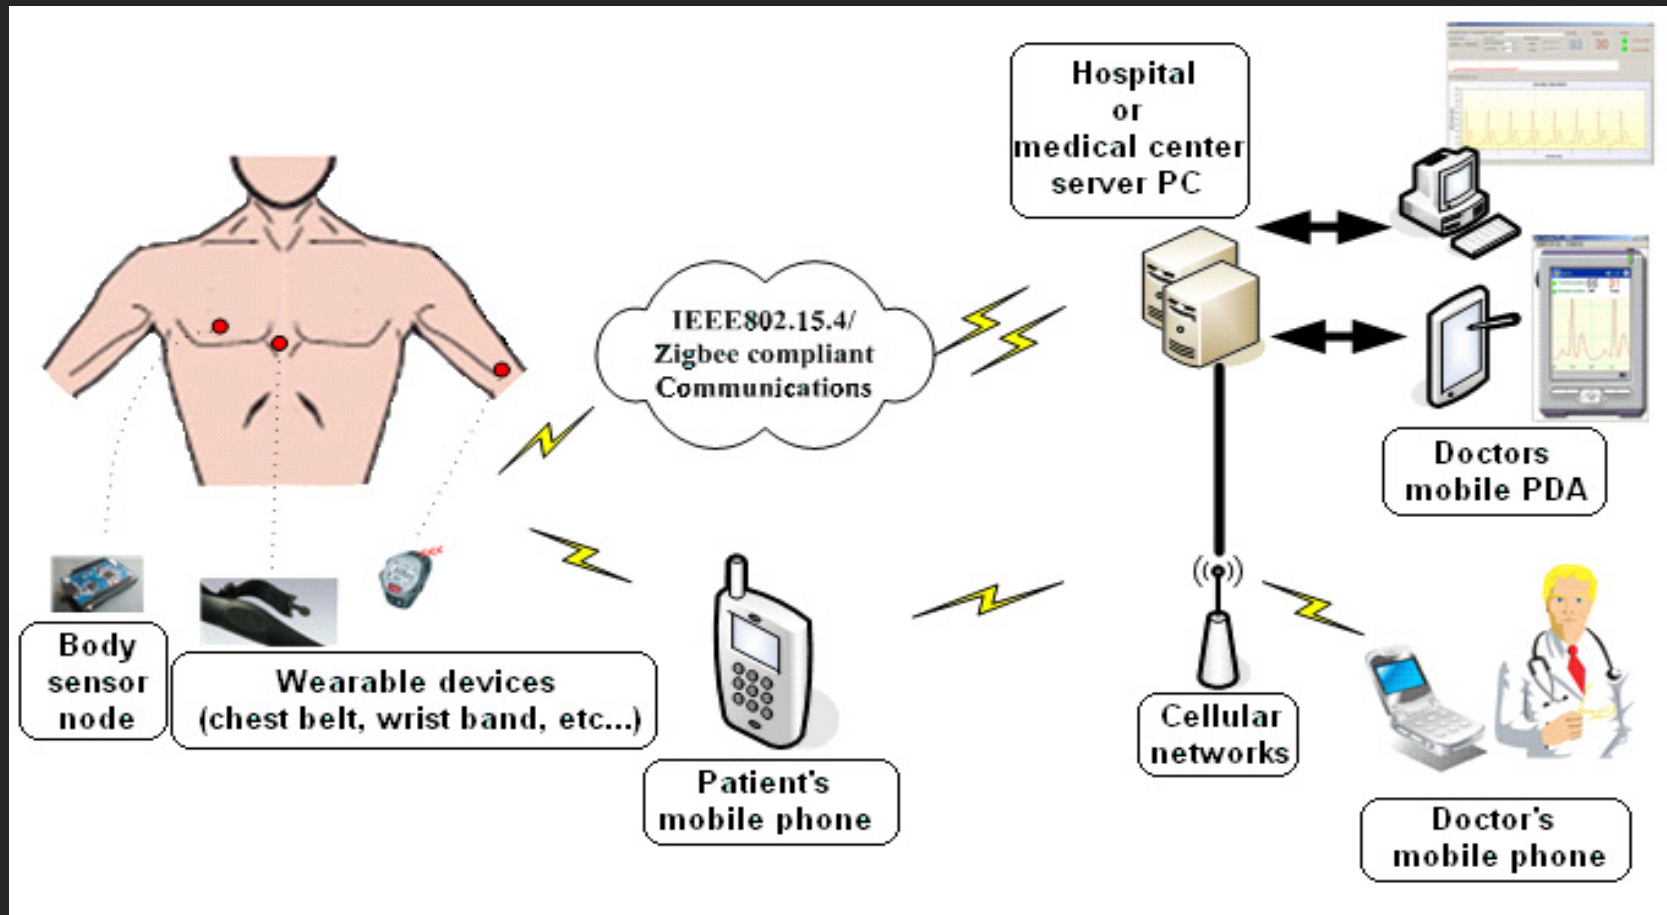 Hospital
or
medical center
server PC
IEEE802.15.4/
Zigbee compliant
Communications
Doctors
mobile PDA
Body
sensor
node
Wearable devices
(chest belt, wrist band, etc...)
Patient's
mobile phone
Cellular
networks
Doctor's
mobile phone